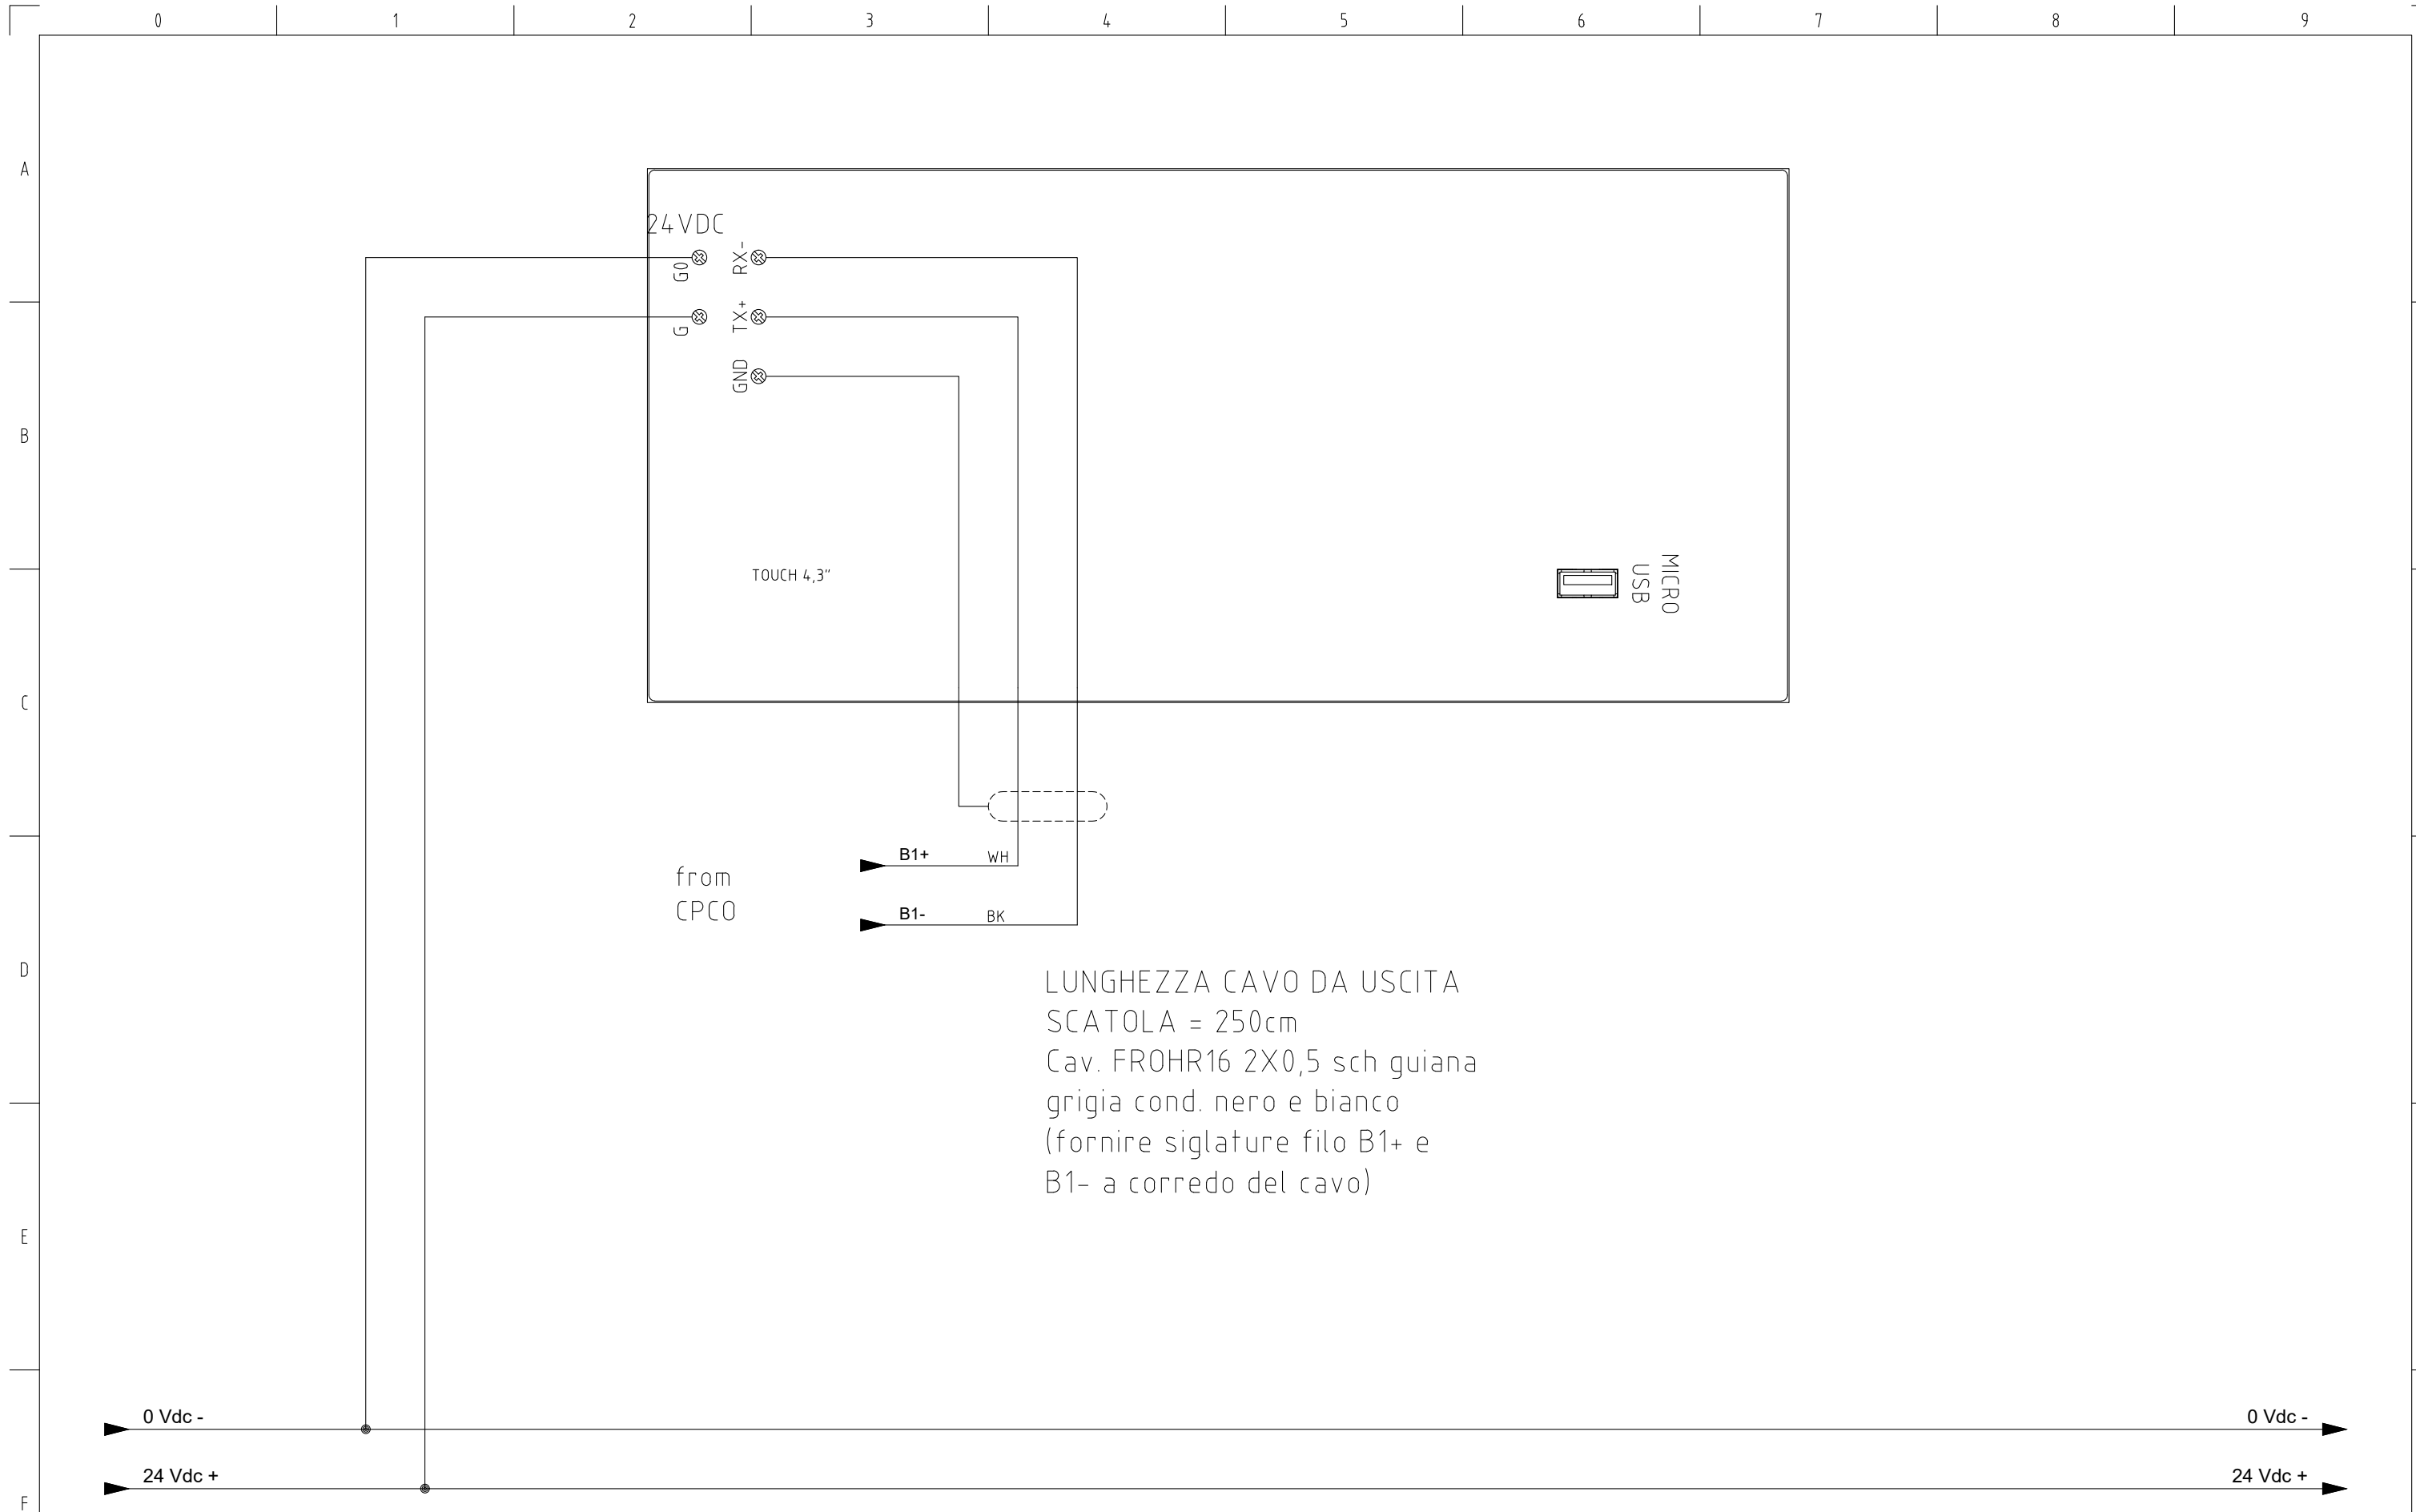 0 1 2 3 4 5 6 7 8 9
A
24VDC
G0 RX-
G TX+
GND
B
TOUCH 4,3"
MICRO
USB
C
B1+ WH
from
CPCO
B1- BK
D
LUNGHEZZA CAVO DA USCITA
SCATOLA = 250cm
Cav. FROHR16 2X0,5 sch guiana
grigia cond. nero e bianco
(fornire siglature filo B1+ e
B1- a corredo del cavo)
E
0 Vdc - 0 Vdc -
24 Vdc + 24 Vdc +
F